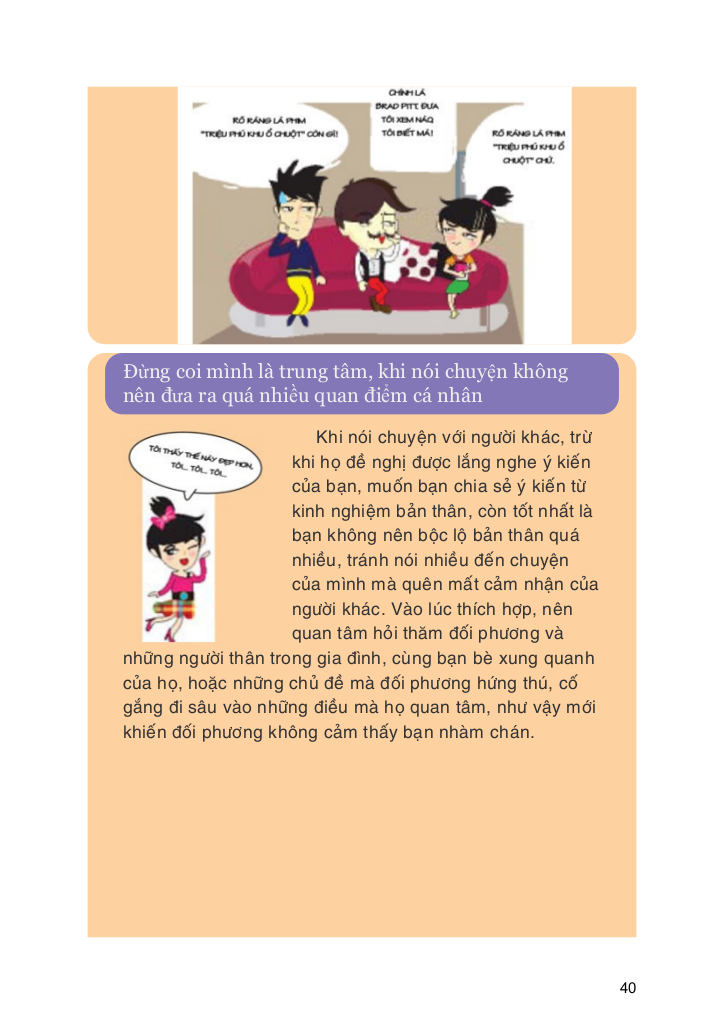 RÕ RÀNG LÀ PHIM
"TRIỆU PHÚ KHU Ổ CHUỘT" CÒN GÌ!
CHÍNH LÀ
BRAD PITT, ĐƯA
TÔI XEM NÀO,
TÔI BIẾT MÀ!
RÕ RÀNG LÀ PHIM
"TRIỆU PHÚ KHU Ổ
CHUỘT" CHỨ.
Đừng coi mình là trung tâm, khi nói chuyện không
nên đưa ra quá nhiều quan điểm cá nhân
TÔI THẤY THẾ NÀY ĐẸP HƠN,
TÔI... TÔI... TÔI...
Khi nói chuyện với người khác, trừ
khi họ đề nghị được lắng nghe ý kiến
của bạn, muốn bạn chia sẻ ý kiến từ
kinh nghiệm bản thân, còn tốt nhất là
bạn không nên bộc lộ bản thân quá
nhiều, tránh nói nhiều đến chuyện
của mình mà quên mất cảm nhận của
người khác. Vào lúc thích hợp, nên
quan tâm hỏi thăm đối phương và
những người thân trong gia đình, cùng bạn bè xung quanh
của họ, hoặc những chủ đề mà đối phương hứng thú, cố
gắng đi sâu vào những điều mà họ quan tâm, như vậy mới
khiến đối phương không cảm thấy bạn nhàm chán.
40